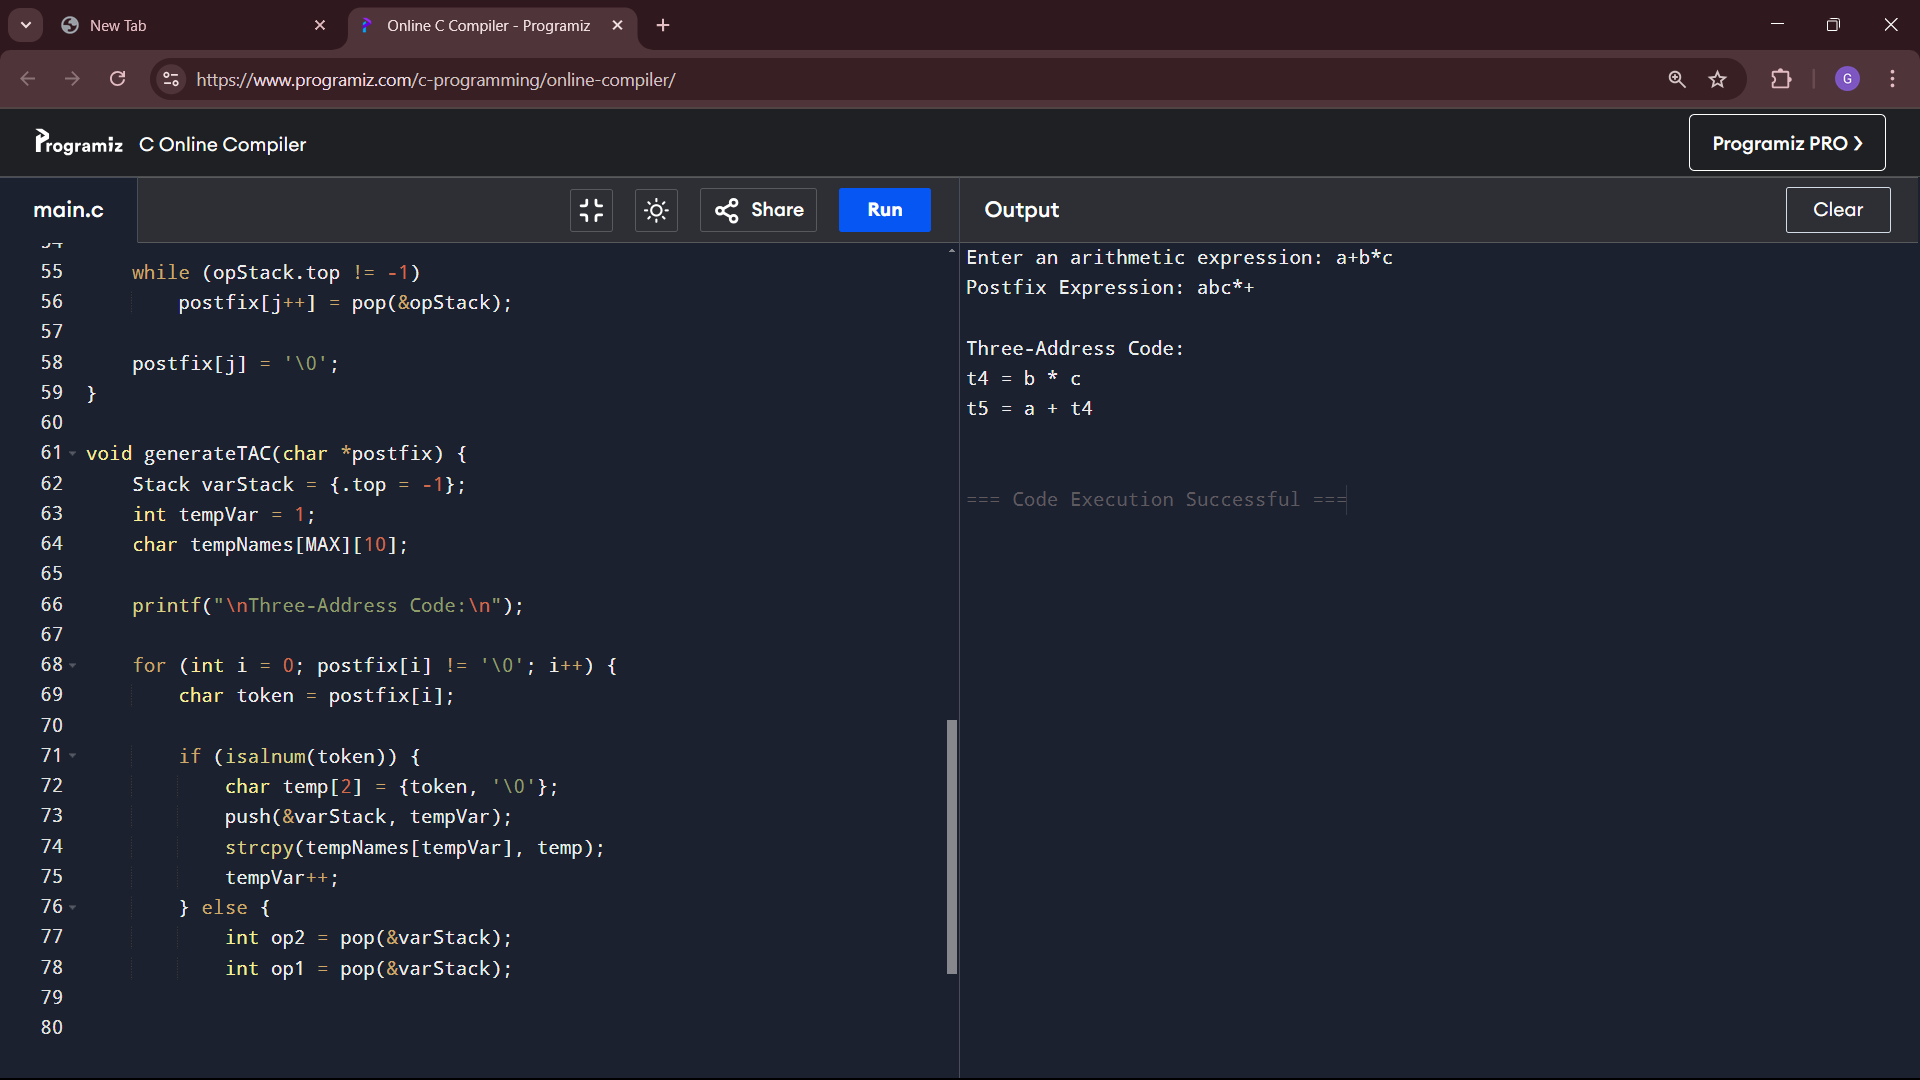 New Tab
Online C Compiler - Programiz
https://www.programiz.com/c-programming/online-compiler/
G
Programiz C Online Compiler
Programiz PRO ❯
main.c
Share
Run
Output
Clear
54
55 while (opStack.top != -1)
56 postfix[j++] = pop(&opStack);
57
58 postfix[j] = '\0';
59 }
60
61 void generateTAC(char *postfix) {
62 Stack varStack = {.top = -1};
63 int tempVar = 1;
64 char tempNames[MAX][10];
65
66 printf("\nThree-Address Code:\n");
67
68 for (int i = 0; postfix[i] != '\0'; i++) {
69 char token = postfix[i];
70
71 if (isalnum(token)) {
72 char temp[2] = {token, '\0'};
73 push(&varStack, tempVar);
74 strcpy(tempNames[tempVar], temp);
75 tempVar++;
76 } else {
77 int op2 = pop(&varStack);
78 int op1 = pop(&varStack);
79
80
Enter an arithmetic expression: a+b*c
Postfix Expression: abc*+
Three-Address Code:
t4 = b * c
t5 = a + t4
=== Code Execution Successful ===